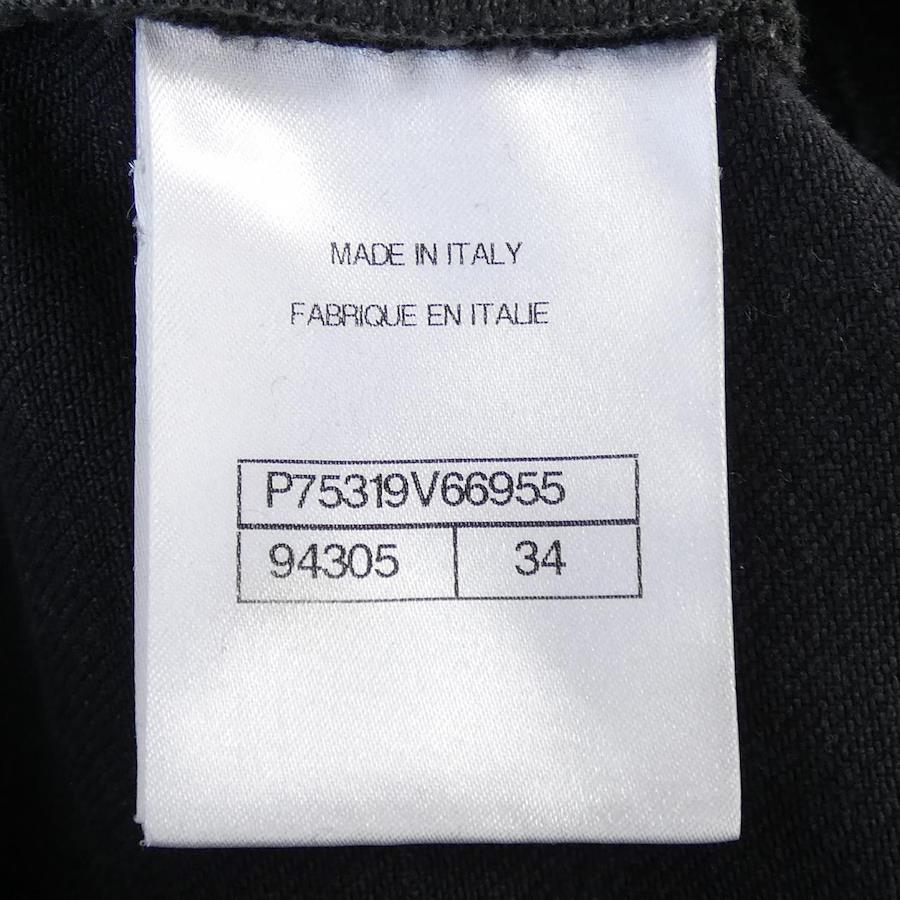 MADE IN ITALY
FABRIQUE EN ITALIE
P75319V66955
94305 34